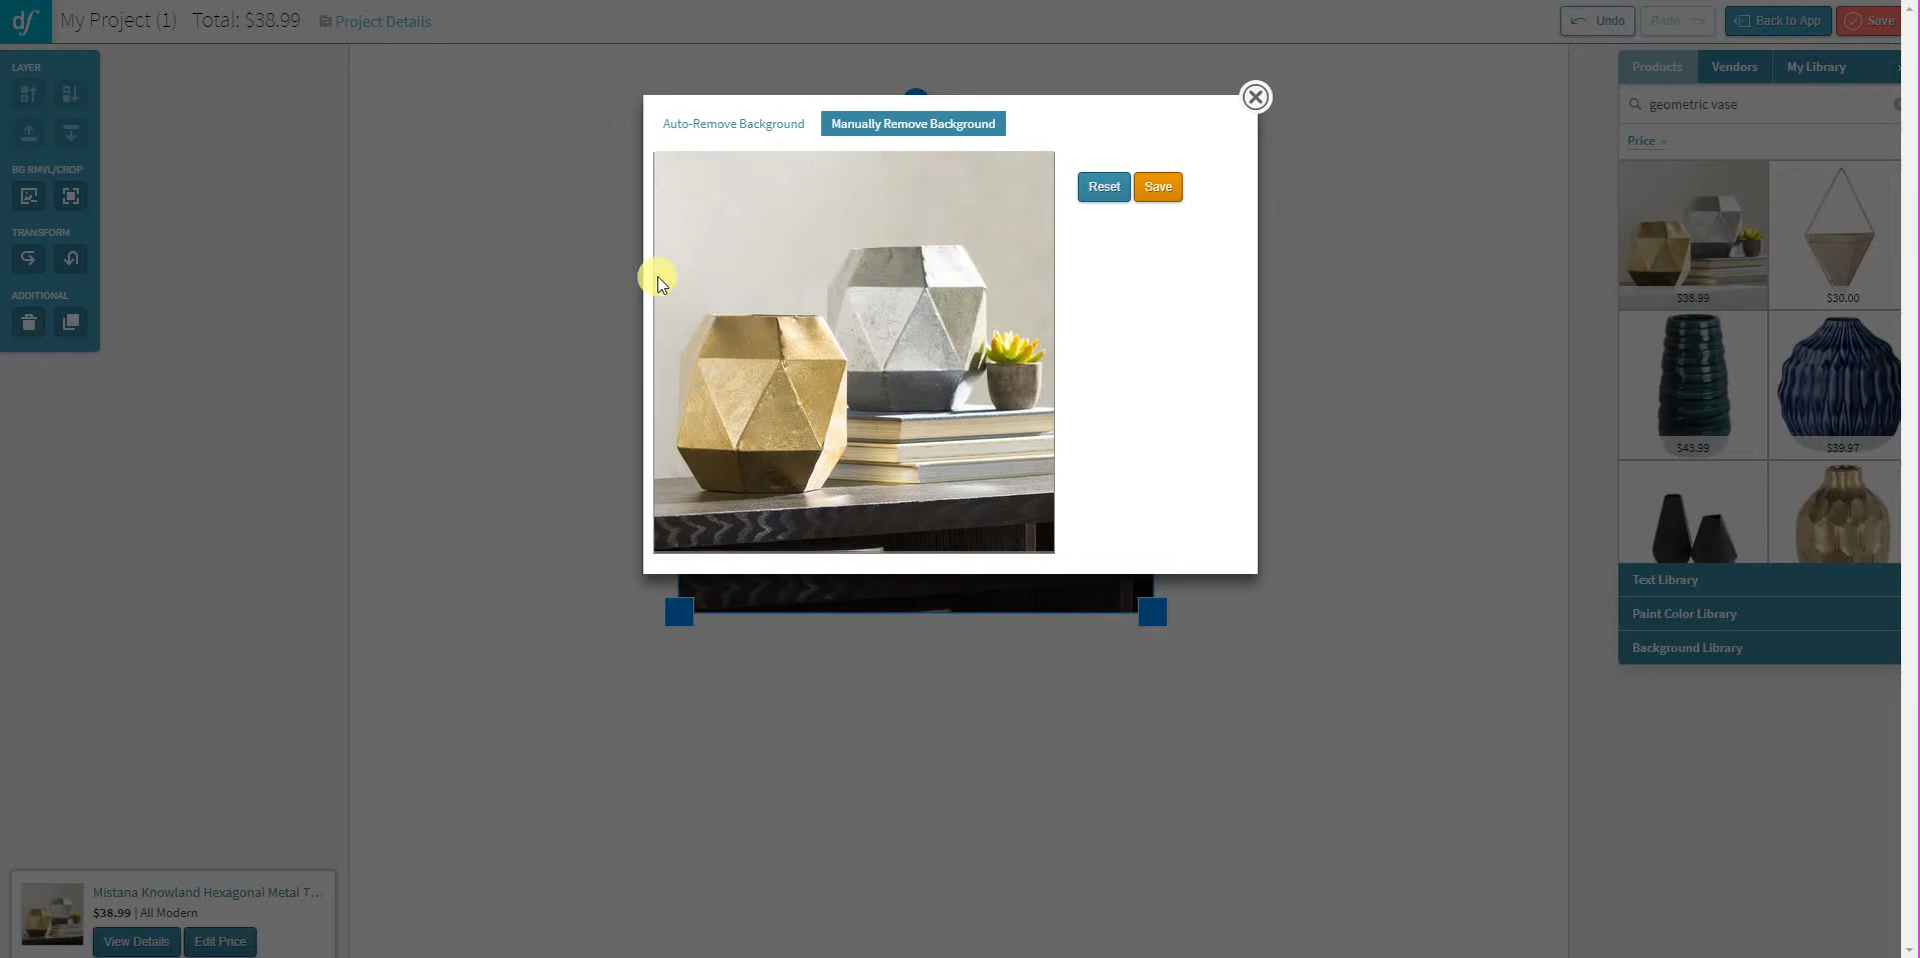 df My Project (1) Total: $38.99 Project Details Undo Redo Back to App Save
LAYER
BG RMVL/CROP
TRANSFORM
ADDITIONAL
Auto-Remove Background Manually Remove Background
Reset Save
Products Vendors My Library
geometric vase
Price
$38.99 $30.00
$43.99 $39.97
Text Library
Paint Color Library
Background Library
Mistana Knowland Hexagonal Metal T...
$38.99 | All Modern
View Details Edit Price